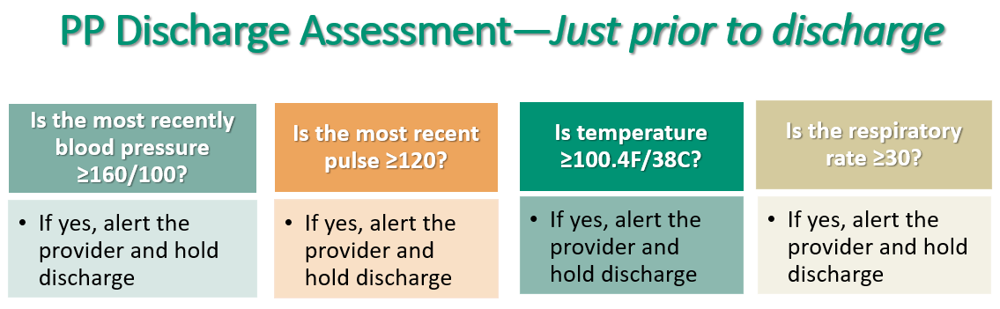 PP Discharge Assessment—Just prior to discharge
Is the most recently
blood pressure
≥160/100?
• If yes, alert the
provider and hold
discharge
Is the most recent
pulse ≥120?
• If yes, alert the
provider and
hold discharge
Is temperature
≥100.4F/38C?
• If yes, alert the
provider and
hold discharge
Is the respiratory
rate ≥30?
• If yes, alert the
provider and hold
discharge